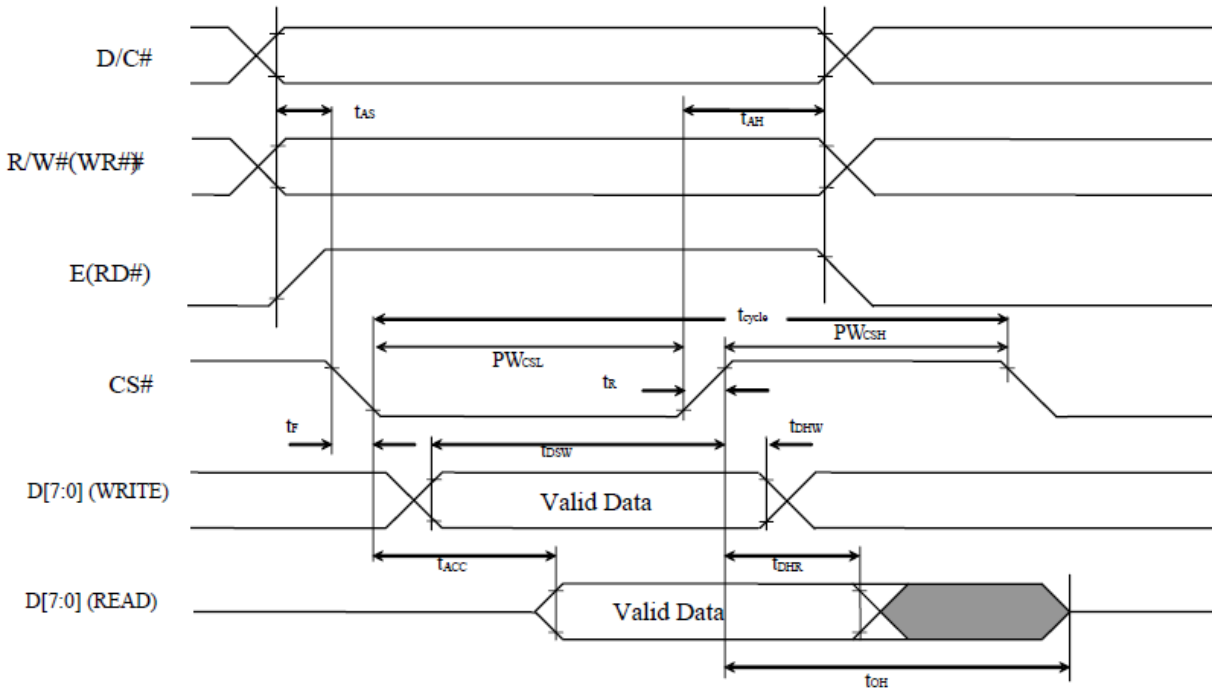 D/C#
tAS
tAH
R/W#(WR##)
E(RD#)
tcycle
PWCSL
PWCSH
CS#
tR
tF
tDSW
tDHW
D[7:0] (WRITE)
Valid Data
tACC
tDHR
D[7:0] (READ)
Valid Data
tOH